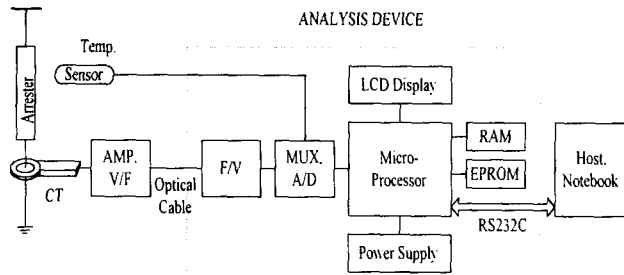 ANALYSIS DEVICE
Temp.
Sensor
Arrester
LCD Display
AMP.
V/F
F/V
MUX.
A/D
Micro-
Processor
RAM
EPROM
Host.
Notebook
CT
Optical
Cable
RS232C
Power Supply